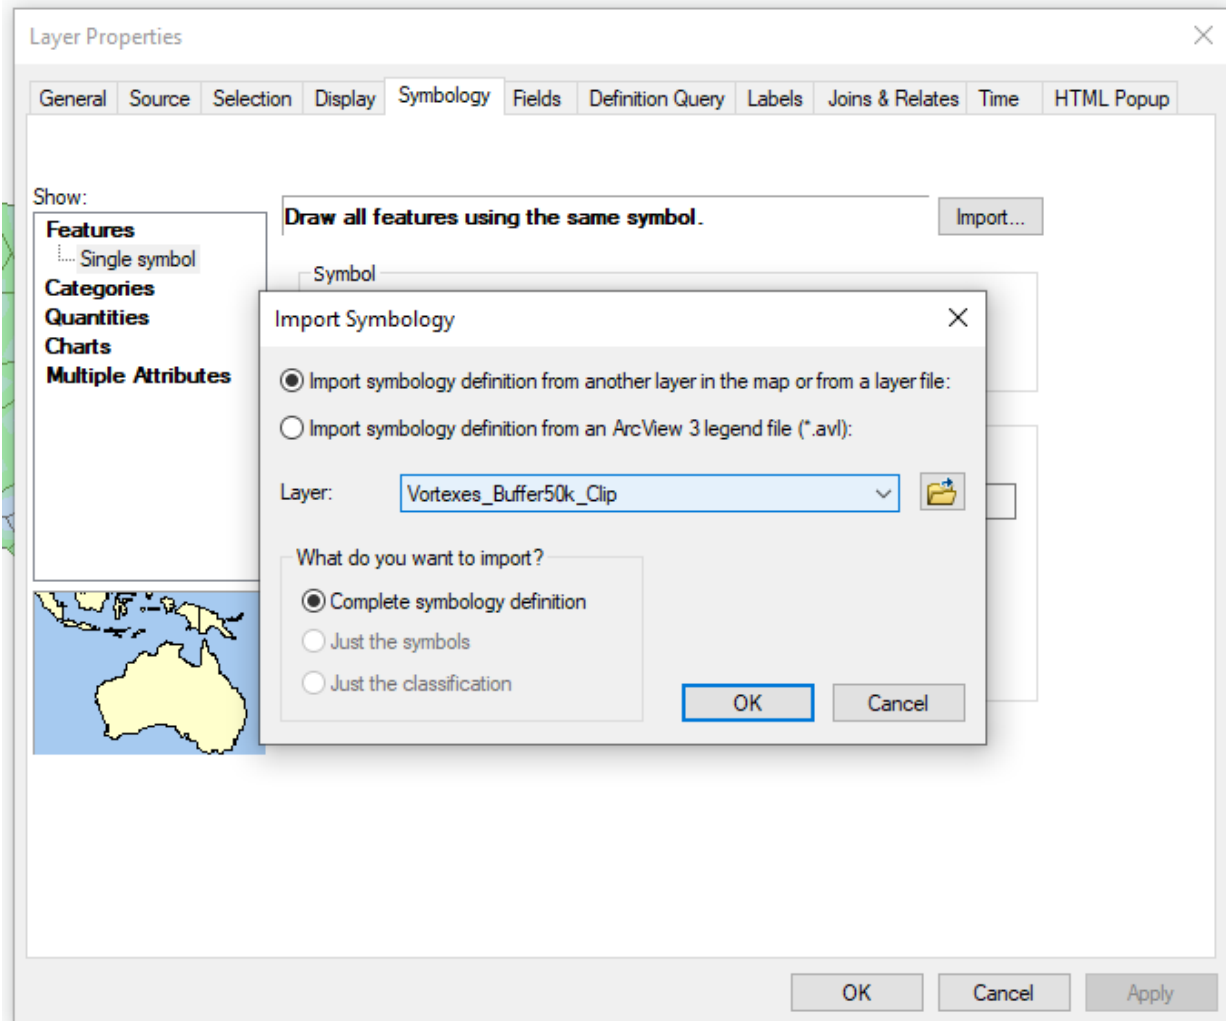 Layer Properties
General Source Selection Display Symbology Fields Definition Query Labels Joins & Relates Time HTML Popup
Show:
Features
Single symbol
Categories
Quantities
Charts
Multiple Attributes
Draw all features using the same symbol.
Import...
Symbol
Import Symbology
Import symbology definition from another layer in the map or from a layer file:
Import symbology definition from an ArcView 3 legend file (*.avl):
Layer:
Vortexes_Buffer50k_Clip
What do you want to import?
Complete symbology definition
Just the symbols
Just the classification
OK Cancel
OK Cancel Apply